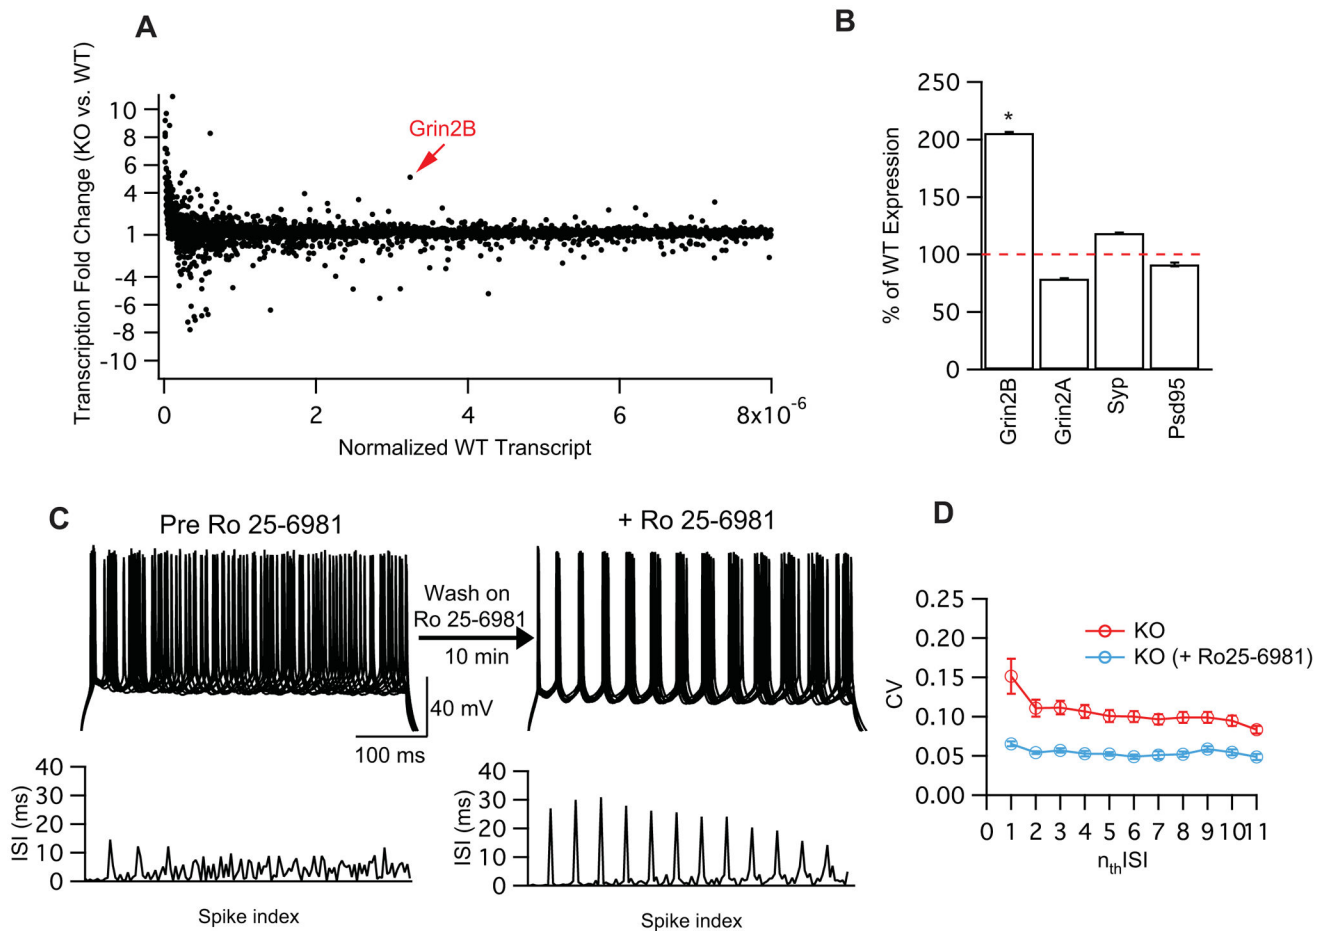 A
Transcription Fold Change (KO vs. WT)
10
8
6
4
1
-4
-6
-8
-10
Grin2B
0 2 4 6 8x10-6
Normalized WT Transcript
B
% of WT Expression
250
200
150
100
50
0
*
Grin2B
Grin2A
Syp
Psd95
C
Pre Ro 25-6981
Wash on
Ro 25-6981
10 min
+ Ro 25-6981
40 mV
100 ms
ISI (ms)
40
30
20
10
0
Spike index
ISI (ms)
40
30
20
10
0
Spike index
D
CV
0.25
0.20
0.15
0.10
0.05
0.00
KO
KO (+ Ro25-6981)
0 1 2 3 4 5 6 7 8 9 10 11
nthISI